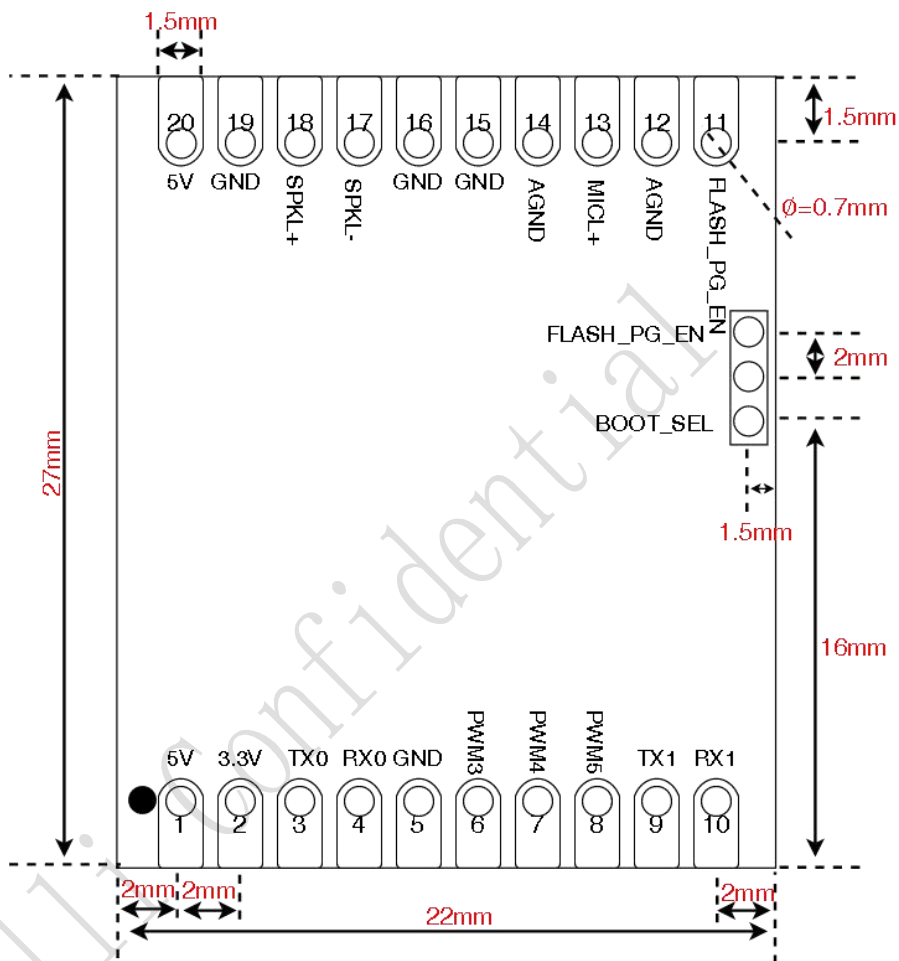 1.5mm
20 19 18 17 16 15 14 13 12 11
1.5mm
5V GND SPKL+ SPKL- GND GND AGND MICL+ AGND FLASH_PG_EN
Ø=0.7mm
FLASH_PG_EN
2mm
BOOT_SEL
27mm
1.5mm
16mm
5V 3.3V TX0 RX0 GND PWM3 PWM4 PWM5 TX1 RX1
1 2 3 4 5 6 7 8 9 10
2mm 2mm 2mm
22mm
Confidential